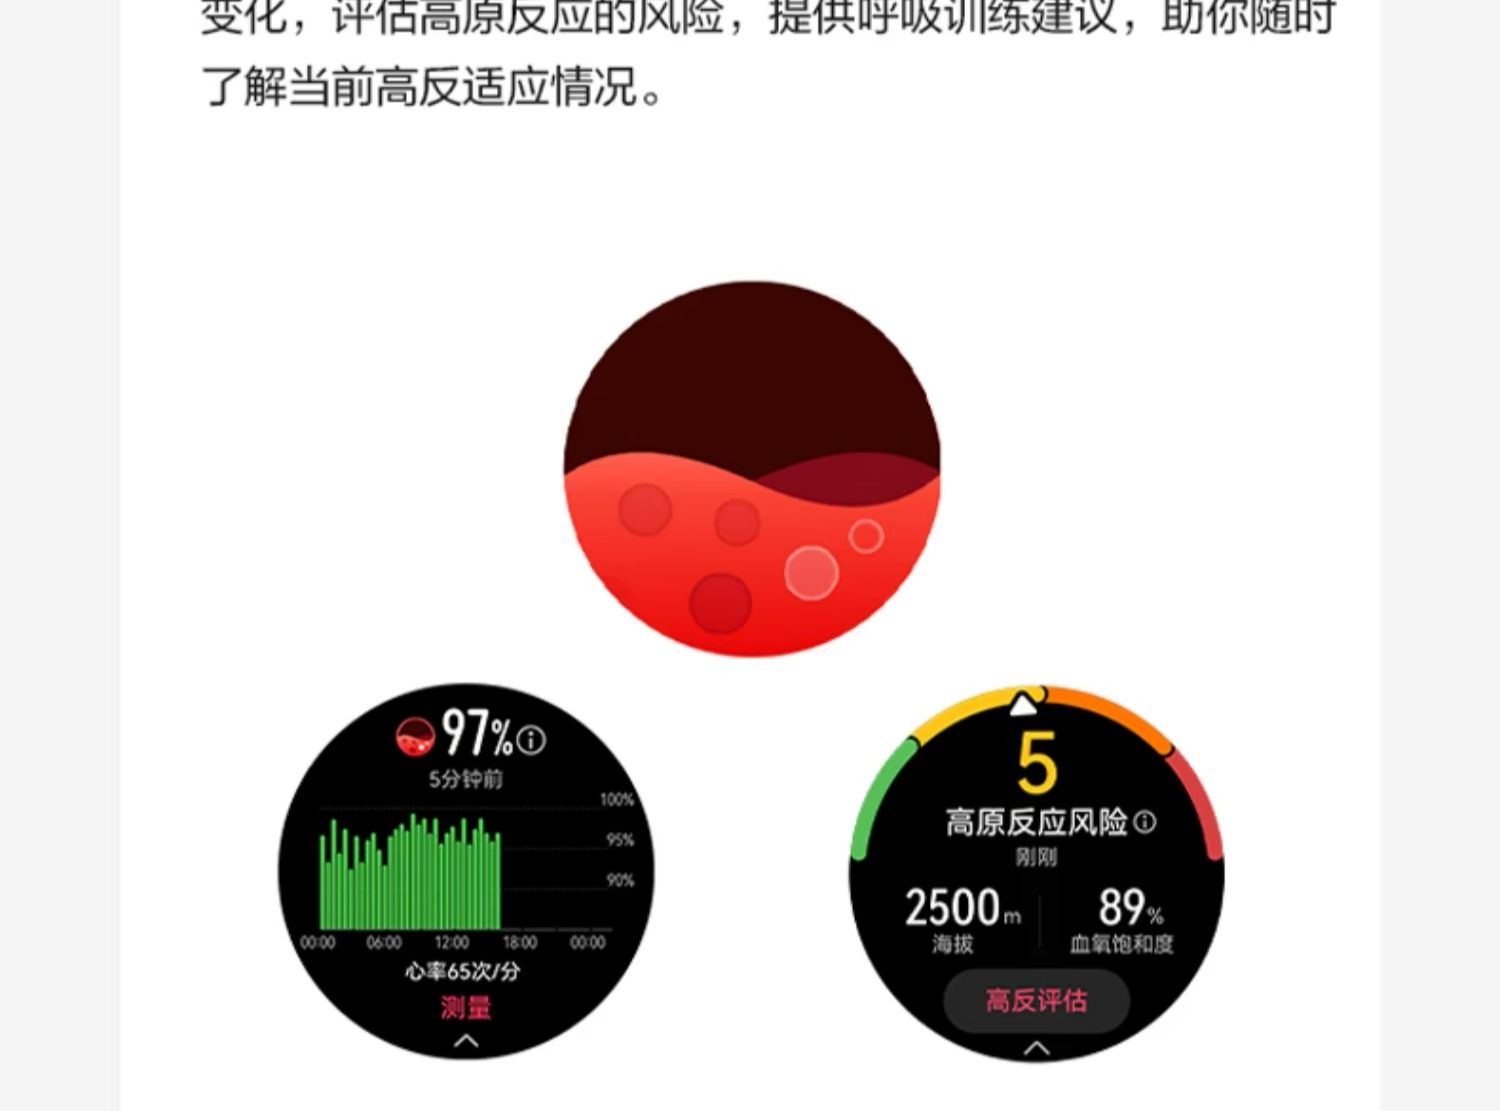 变化，评估高原反应的风险，提供呼吸训练建议，助你随时
了解当前高反适应情况。
97%
5分钟前
100%
95%
90%
00:00 06:00 12:00 18:00 00:00
心率65次/分
测量
5
高原反应风险
刚刚
2500m 89%
海拔 血氧饱和度
高反评估